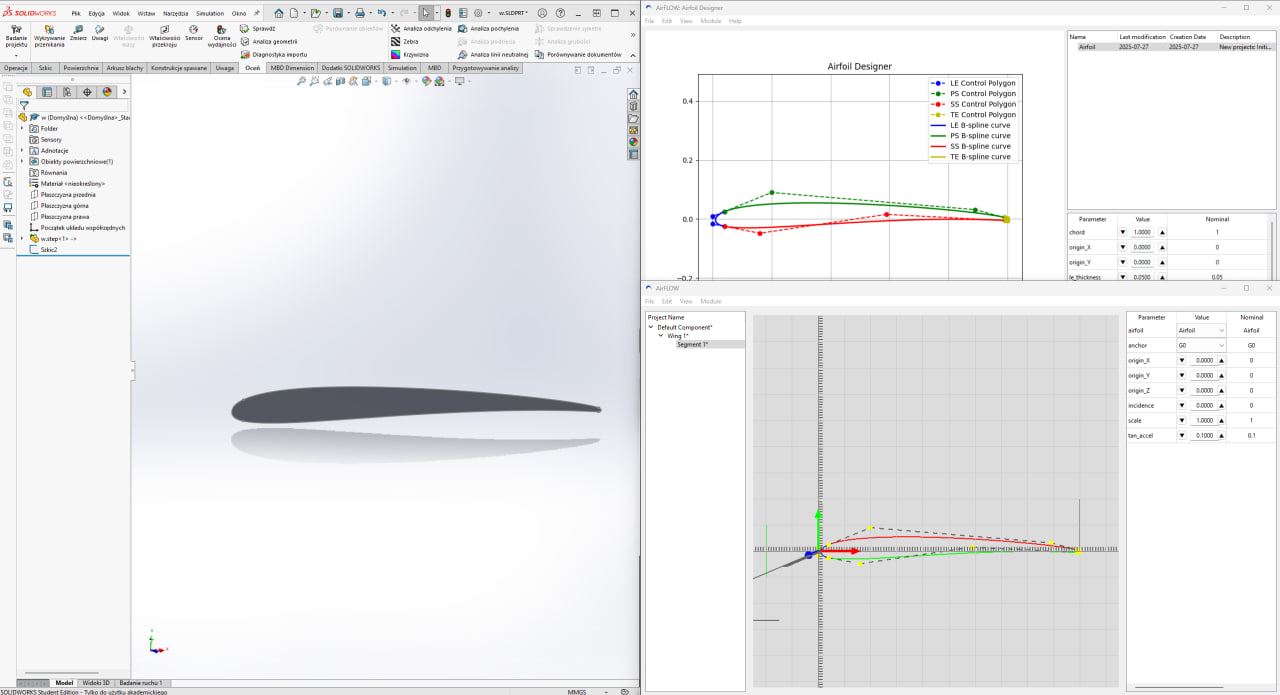 SOLIDWORKS Plik Edycja Widok Wstaw Narzędzia Simulation Okno w.SLDPRT *
Badanie projektu
Wykrywanie przenikania
Zmierz
Uwagi
Właściwości masy
Właściwości przekroju
Sensor
Ocena wydajności
Sprawdź
Analiza geometrii
Diagnostyka importu
Porównanie obiektów
Analiza odchylenia
Zebra
Krzywizna
Analiza pochylenia
Analiza podcięcia
Analiza linii neutralnej
Sprawdzenie symetrii
Analiza grubości
Porównywanie dokumentów
Operacje Szkic Powierzchnie Arkusz blachy Konstrukcje spawane Uwaga Oceń MBD Dimension Dodatki SOLIDWORKS Simulation MBD Przygotowywanie analizy
w (Domyślna) <<Domyślna>_Sta
Folder
Sensory
Adnotacje
Obiekty powierzchniowe(1)
Równania
Materiał <nieokreślony>
Płaszczyzna przednia
Płaszczyzna górna
Płaszczyzna prawa
Początek układu współrzędnych
w.step<1> ->
Szkic2
Model Widoki 3D Badanie ruchu 1
SOLIDWORKS Student Edition - Tylko do użytku akademickiego MMGS
AirFLOW: Airfoil Designer
File Edit View Module Help
Airfoil Designer
LE Control Polygon
PS Control Polygon
SS Control Polygon
TE Control Polygon
LE B-spline curve
PS B-spline curve
SS B-spline curve
TE B-spline curve
0.4
0.2
0.0
−0.2
Name Last modification Creation Date Description
Airfoil 2025-07-27 2025-07-27 New projects Initi...
Parameter Value Nominal
chord 1.0000 1
origin_X 0.0000 0
origin_Y 0.0000 0
le_thickness 0.0500 0.05
AirFLOW
File Edit View Module
Project Name
Default Component*
Wing 1*
Segment 1*
Parameter Value Nominal
airfoil Airfoil Airfoil
anchor G0 G0
origin_X 0.0000 0
origin_Y 0.0000 0
origin_Z 0.0000 0
incidence 0.0000 0
scale 1.0000 1
tan_accel 0.1000 0.1